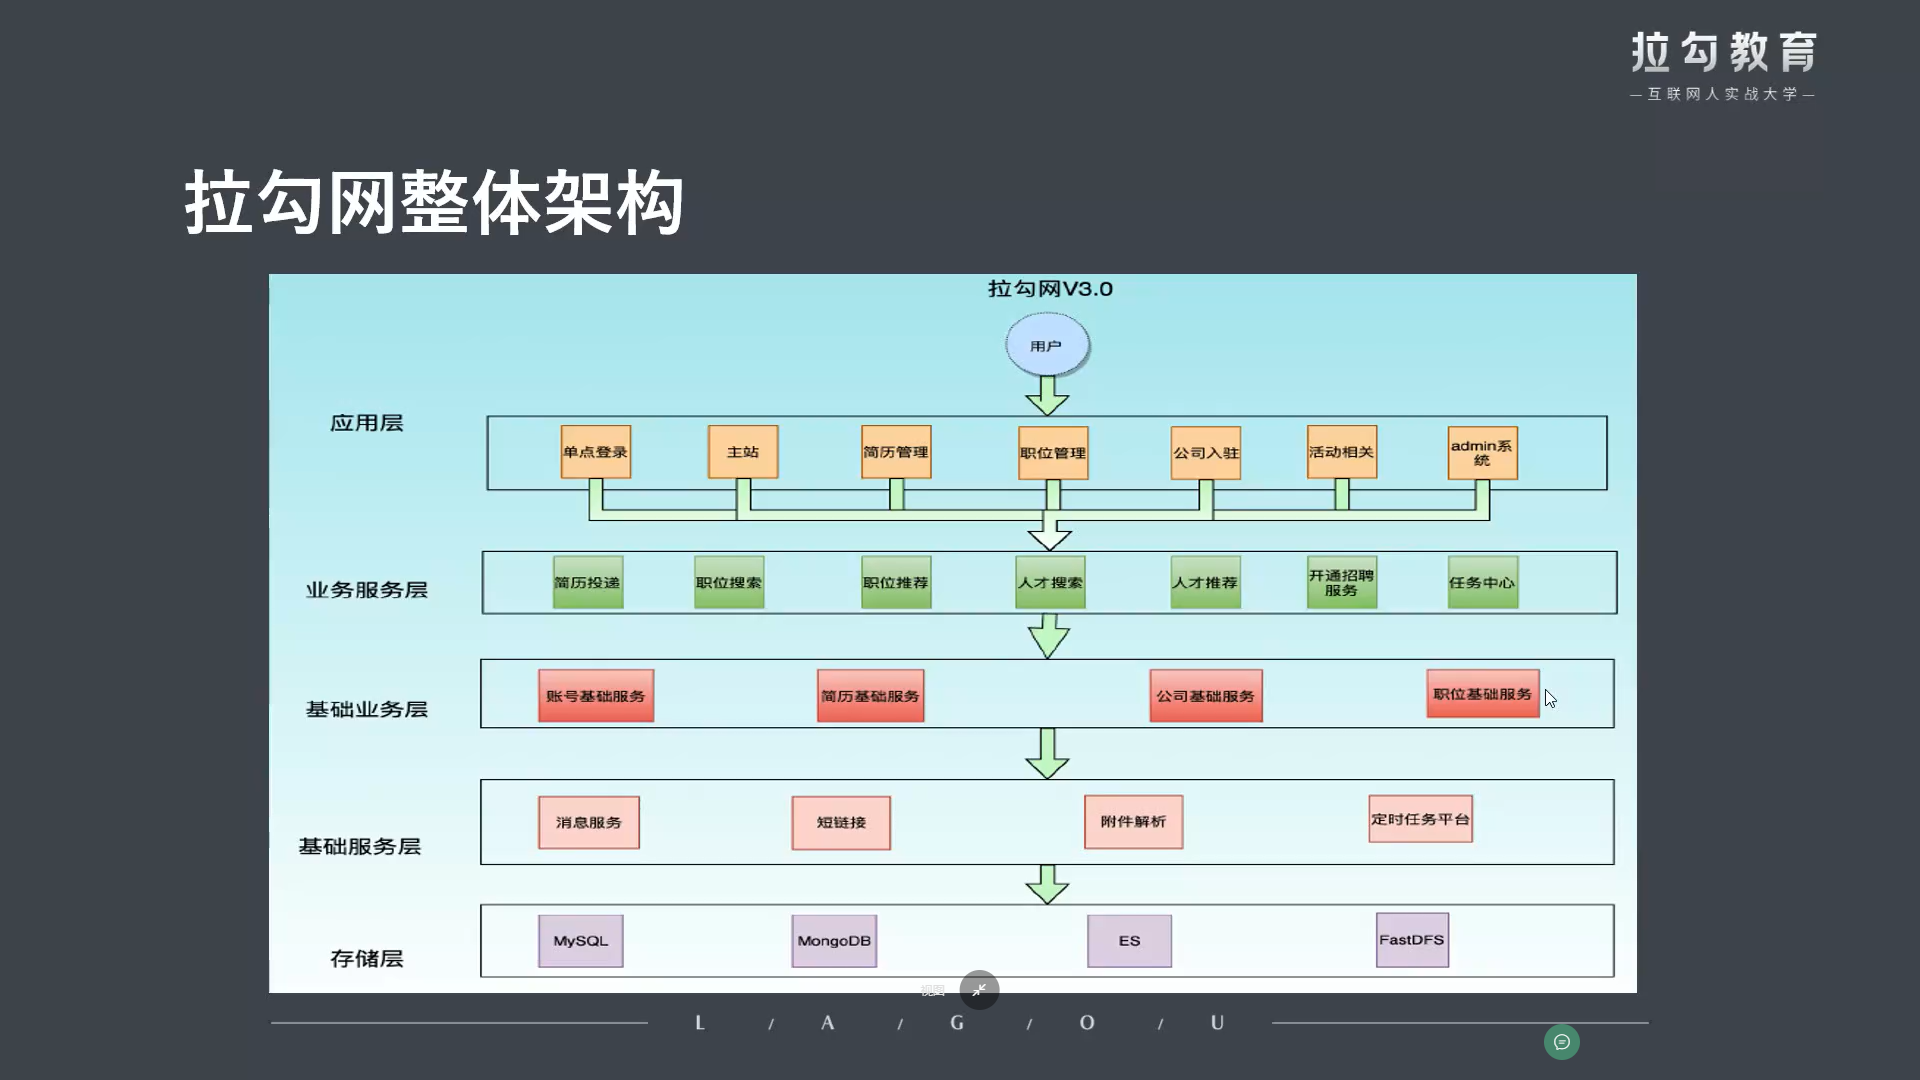 拉勾教育
—互联网人实战大学—
拉勾网整体架构
拉勾网V3.0
用户
应用层
单点登录
主站
简历管理
职位管理
公司入驻
活动相关
admin系
统
业务服务层
简历投递
职位搜索
职位推荐
人才搜索
人才推荐
开通招聘
服务
任务中心
基础业务层
账号基础服务
简历基础服务
公司基础服务
职位基础服务
基础服务层
消息服务
短链接
附件解析
定时任务平台
存储层
MySQL
MongoDB
ES
FastDFS
视图
L / A / G / O / U